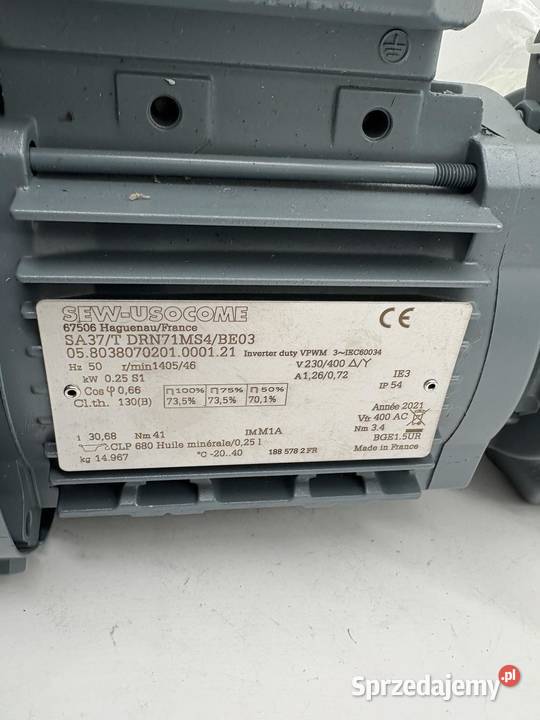 SEW-USOCOME
67506 Haguenau/France
SA37/T DRN71MS4/BE03
05.8038070201.0001.21 Inverter duty VPWM 3~IEC60034
Hz 50 r/min1405/46 V 230/400 Δ/Y
kW 0.25 S1 A 1,26/0,72 IE3
Cos φ 0,66 η100% η75% η50% IP 54
Cl.th. 130(B) 73,5% 73,5% 70,1%
Année 2021
Vfr 400 AC
i 30,68 Nm 41 IM M1A Nm 3.4
CLP 680 Huile minérale/0,25 l BGE1.5UR
kg 14.967 °C -20..40 188 578 2 FR Made in France
CE
Sprzedajemy.pl